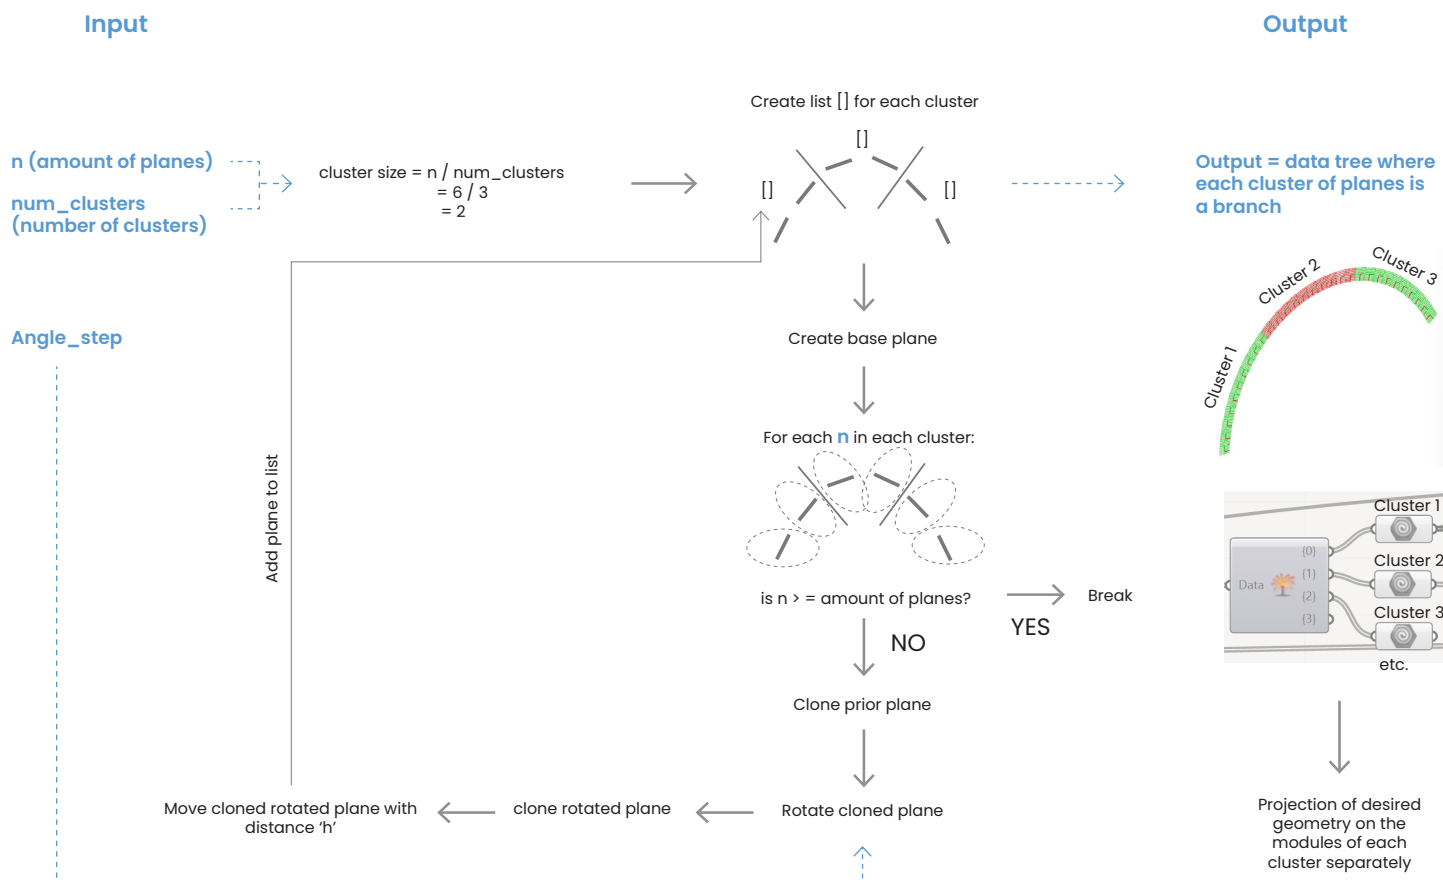 Input
Output
Create list [ ] for each cluster
[ ]
[ ]
[ ]
n (amount of planes)
num_clusters
(number of clusters)
cluster size = n / num_clusters
= 6 / 3
= 2
Output = data tree where
each cluster of planes is
a branch
Cluster 1
Cluster 2
Cluster 3
Angle_step
Create base plane
For each n in each cluster:
Add plane to list
is n > = amount of planes?
YES
Break
NO
Data
{0}
{1}
{2}
{3}
Cluster 1
Cluster 2
Cluster 3
etc.
Clone prior plane
Rotate cloned plane
clone rotated plane
Move cloned rotated plane with
distance ‘h’
Projection of desired
geometry on the
modules of each
cluster separately